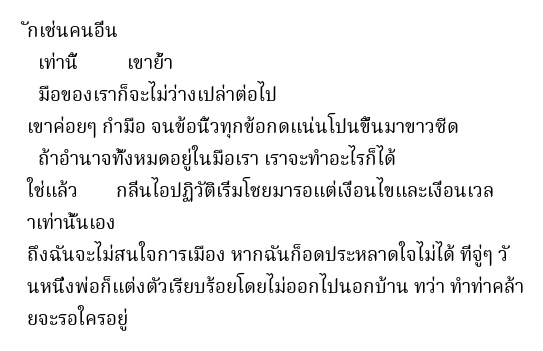 ักเช่นคนอื่น
เท่านี้ เขาย้ำ
มือของเราก็จะไม่ว่างเปล่าต่อไป
เขาค่อยๆ กำมือ จนข้อนิ้วทุกข้อกดแน่นโปนขึ้นมาขาวซีด
ถ้าอำนาจทั้งหมดอยู่ในมือเรา เราจะทำอะไรก็ได้
ใช่แล้ว กลิ่นไอปฏิวัติเริ่มโชยมารอแต่เงื่อนไขและเงื่อนเวล
าเท่านั้นเอง
ถึงฉันจะไม่สนใจการเมือง หากฉันก็อดประหลาดใจไม่ได้ ที่จู่ๆ วั
นหนึ่งพ่อก็แต่งตัวเรียบร้อยโดยไม่ออกไปนอกบ้าน ทว่า ทำท่าคล้า
ยจะรอใครอยู่